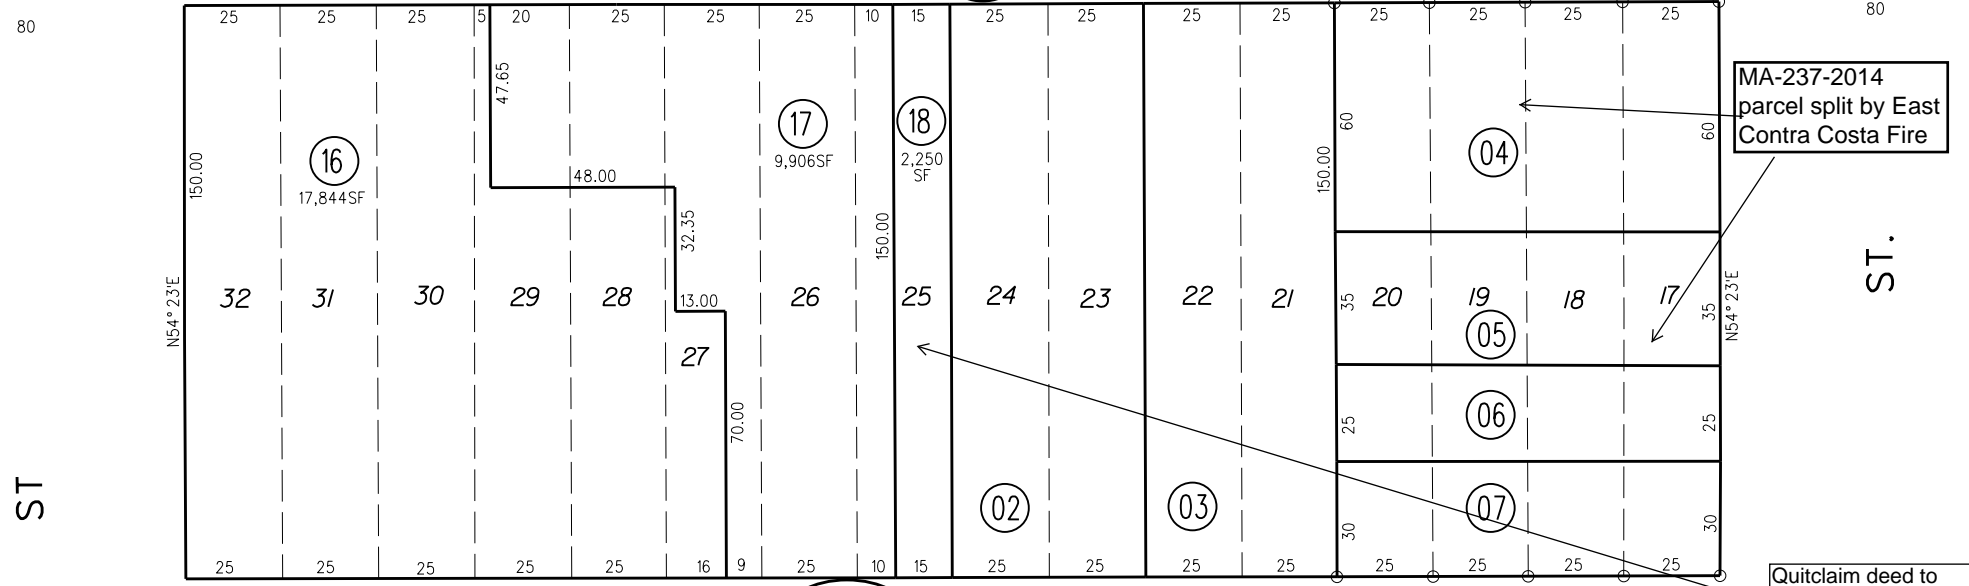 80
25 25 5 20 25 25 25 10 15 25 25 25 25 25 25 25 25
80
MA-237-2014
parcel split by East
Contra Costa Fire
47.65
17
9,906SF
18
2,250
SF
60
60
04
16
17,844SF
150.00
48.00
150.00
32.35
150.00
ST.
N54°23'E
32 31 30 29 28 13.00 26 25 24 23 22 21 20 19 18 17
35
35
N54°23'E
05
27
70.00
25
06
25
ST
02
03
07
30
30
25 25 25 25 25 16 9 25 10 15 25 25 25 25 25 25 25 25
Quitclaim deed to